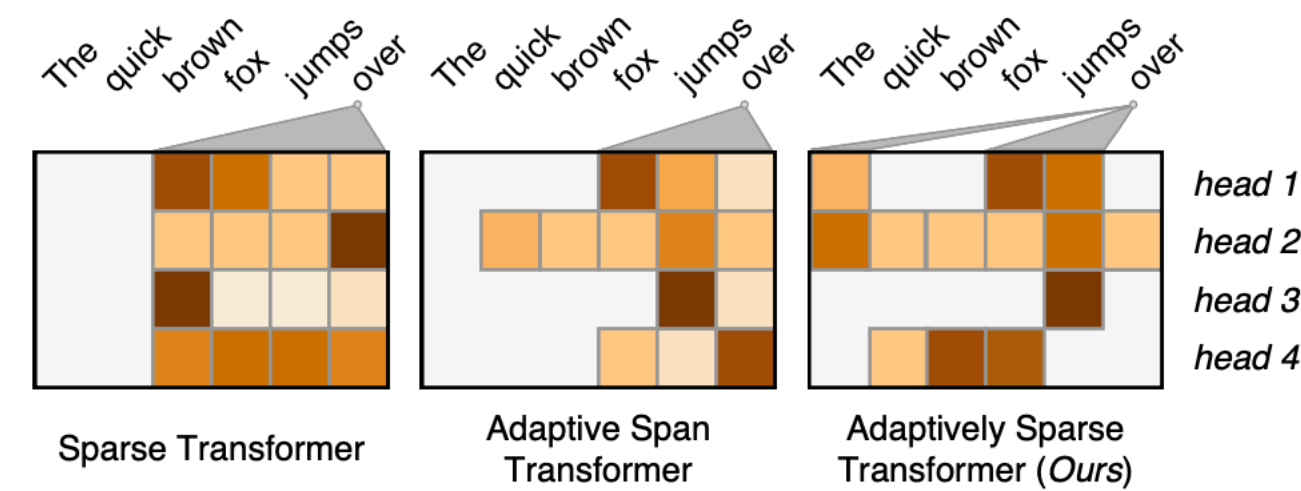 The quick brown fox jumps over
The quick brown fox jumps over
The quick brown fox jumps over
head 1
head 2
head 3
head 4
Sparse Transformer
Adaptive Span
Transformer
Adaptively Sparse
Transformer (Ours)